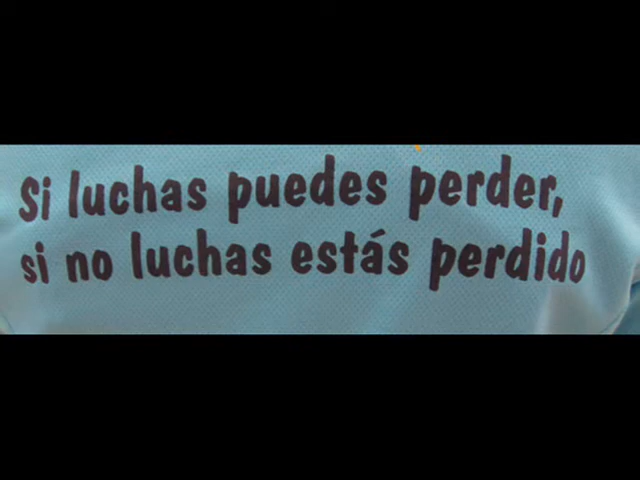 Si luchas puedes perder,
si no luchas estás perdido